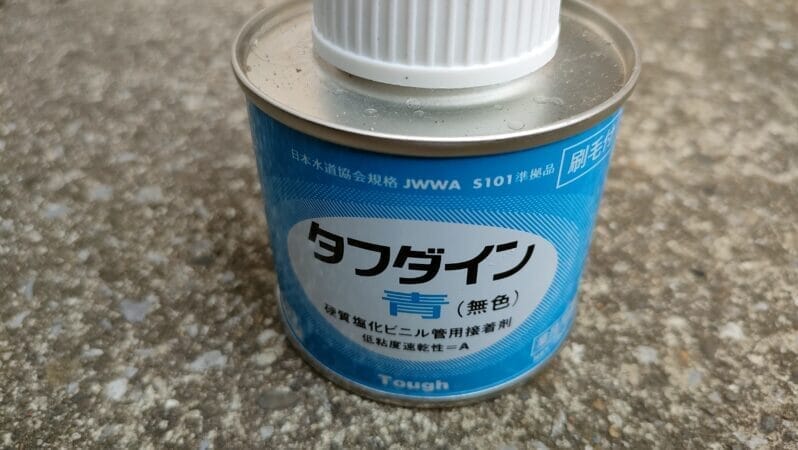 日本水道協会規格 JWWA S101準拠品
刷毛付
タフダイン
青(無色)
硬質塩化ビニル管用接着剤
低粘度速乾性=A
Tough